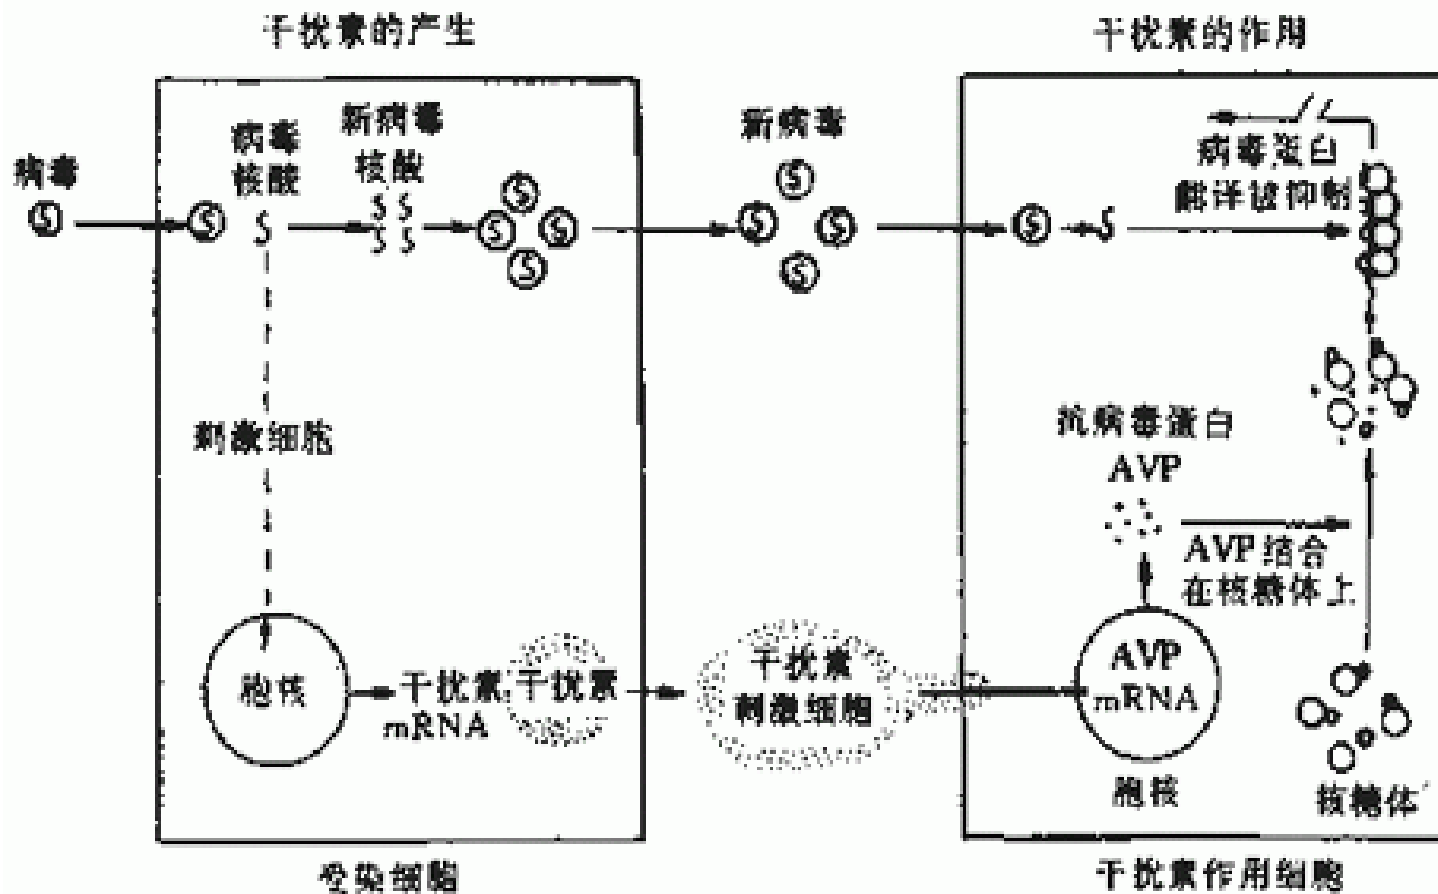 干扰素的产生
干扰素的作用
病毒
病毒
核酸
新病毒
核酸
新病毒
病毒蛋白
翻译被抑制
刺激细胞
抗病毒蛋白
AVP
AVP结合
在核糖体上
胞核
干扰素
mRNA
干扰素
干扰素
刺激细胞
AVP
mRNA
胞核
核糖体
受染细胞
干扰素作用细胞